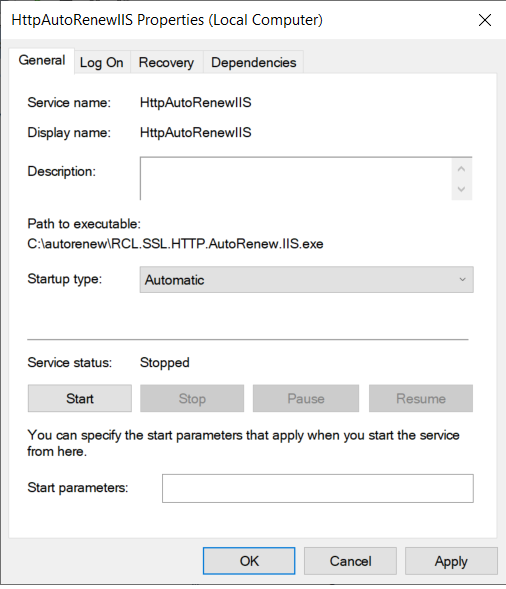 HttpAutoRenewIIS Properties (Local Computer)
General Log On Recovery Dependencies
Service name: HttpAutoRenewIIS
Display name: HttpAutoRenewIIS
Description:
Path to executable:
C:\autorenew\RCL.SSL.HTTP.AutoRenew.IIS.exe
Startup type: Automatic
Service status: Stopped
Start Stop Pause Resume
You can specify the start parameters that apply when you start the service
from here.
Start parameters:
OK Cancel Apply